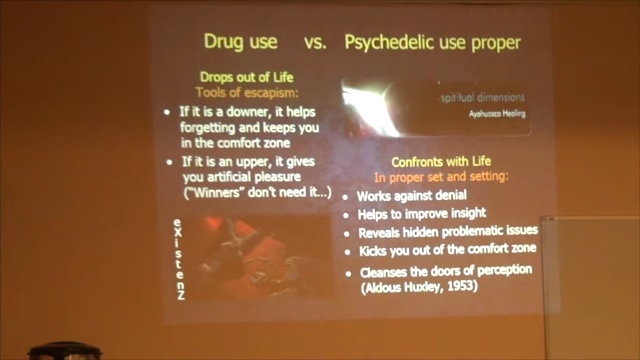 Drug use vs. Psychedelic use proper
Drops out of Life
Tools of escapism:
• If it is a downer, it helps
forgetting and keeps you
in the comfort zone
• If it is an upper, it gives
you artificial pleasure
("Winners" don't need it...)
eXistenZ
spiritual dimensions
Ayahuasca Healing
Confronts with Life
In proper set and setting:
• Works against denial
• Helps to improve insight
• Reveals hidden problematic issues
• Kicks you out of the comfort zone
• Cleanses the doors of perception
(Aldous Huxley, 1953)